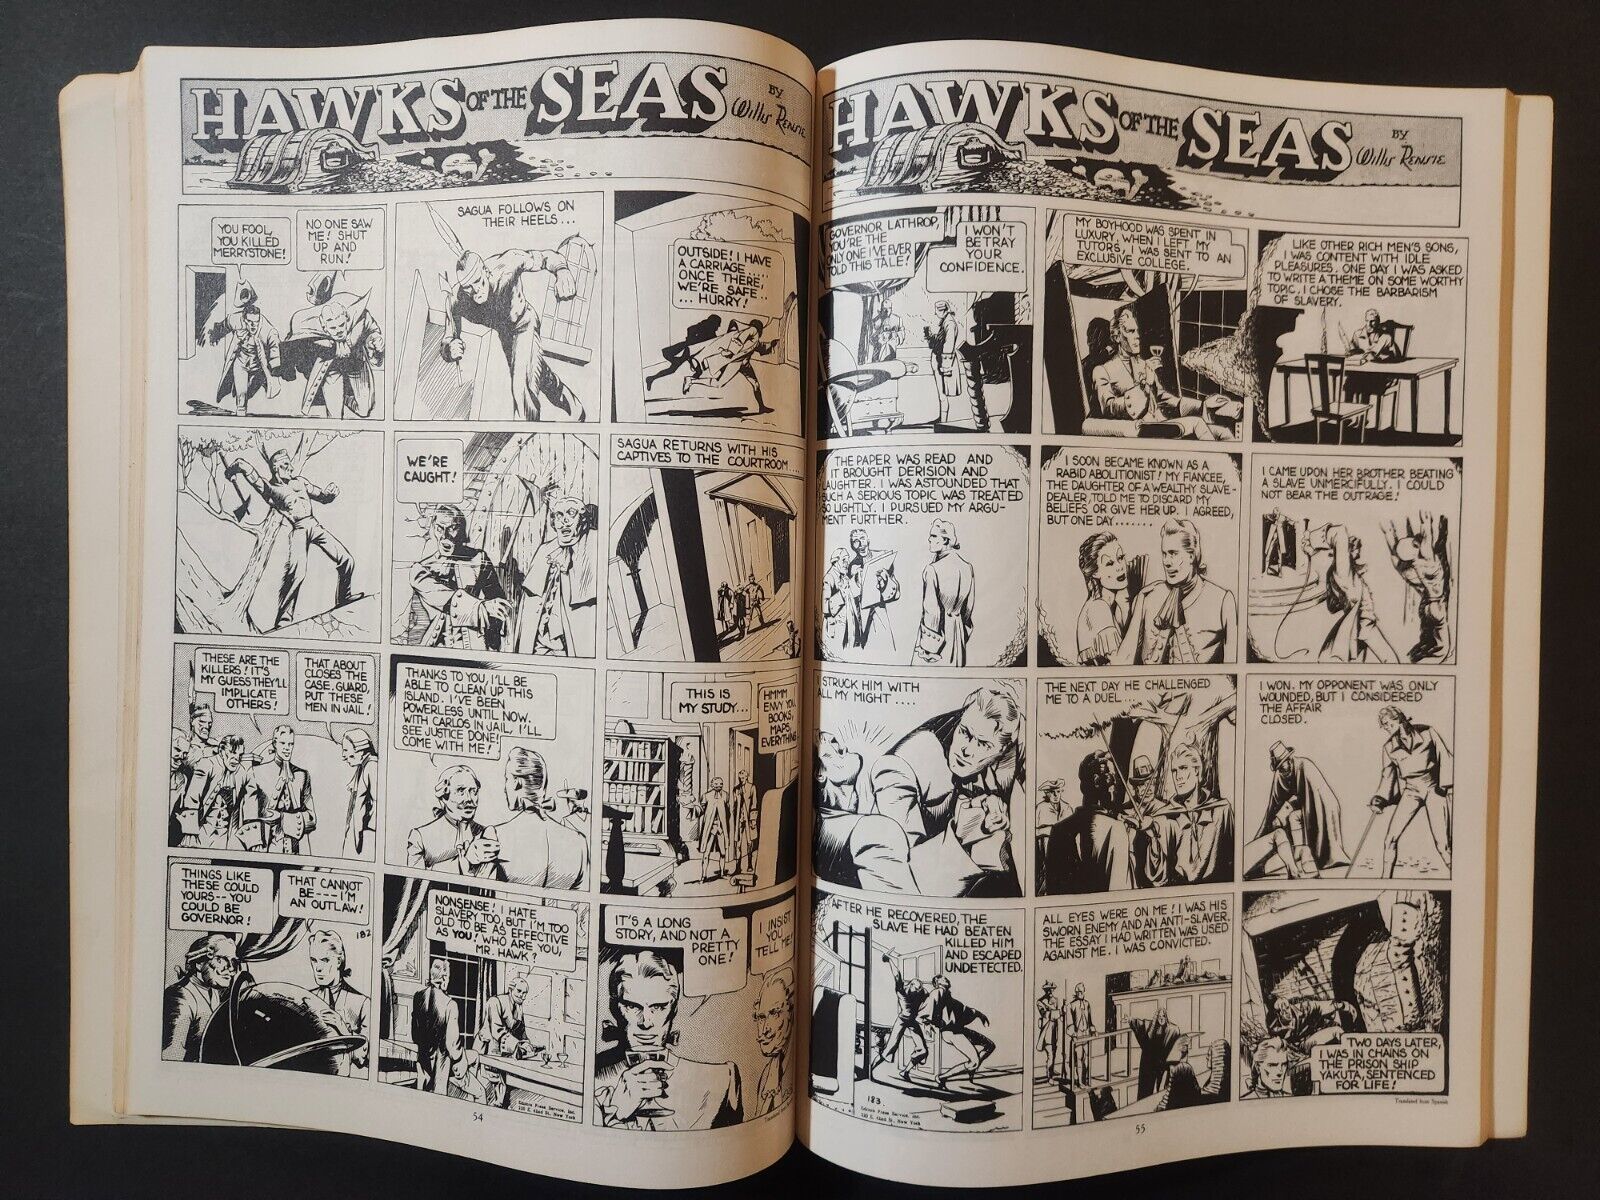 HAWKS OF THE SEAS
BY
Willis Rensie
YOU FOOL,
YOU KILLED
MERRYSTONE!
NO ONE SAW
ME! SHUT
UP AND
RUN!
SAGUA FOLLOWS ON
THEIR HEELS...
OUTSIDE! I HAVE
A CARRIAGE....
ONCE THERE,
WE'RE SAFE..
...HURRY!
WE'RE
CAUGHT!
SAGUA RETURNS WITH HIS
CAPTIVES TO THE COURTROOM....
THESE ARE THE
KILLERS! IT'S
MY GUESS THEY'LL
IMPLICATE
OTHERS!
THAT ABOUT
CLOSES THE
CASE, GUARD,
PUT THESE
MEN IN JAIL!
THANKS TO YOU, I'LL BE
ABLE TO CLEAN UP THIS
ISLAND. I'VE BEEN
POWERLESS UNTIL NOW.
WITH CARLOS IN JAIL, I'LL
SEE JUSTICE DONE!
COME WITH ME!
THIS IS
MY STUDY...
HMMM
ENVY YOU,
BOOKS,
MAPS,
EVERYTHING
THINGS LIKE
THESE COULD
YOURS--YOU
COULD BE
GOVERNOR!
THAT CANNOT
BE---I'M
AN OUTLAW!
182
NONSENSE! I HATE
SLAVERY TOO, BUT I'M TOO
OLD TO BE AS EFFECTIVE
AS YOU! WHO ARE YOU,
MR. HAWK?
IT'S A LONG
STORY, AND NOT A
PRETTY
ONE!
I INSIST
YOU
TELL ME!
Press Service, Inc.
New York
54
HAWKS OF THE SEAS
BY
Willis Rensie
GOVERNOR LATHROP,
YOU'RE THE
ONLY ONE I'VE EVER
TOLD THIS TALE!
I WON'T
BETRAY
YOUR
CONFIDENCE.
MY BOYHOOD WAS SPENT IN
LUXURY. WHEN I LEFT MY
TUTORS, I WAS SENT TO AN
EXCLUSIVE COLLEGE.
LIKE OTHER RICH MEN'S SONS,
I WAS CONTENT WITH IDLE
PLEASURES. ONE DAY I WAS ASKED
TO WRITE A THEME ON SOME WORTHY
TOPIC. I CHOSE THE BARBARISM
OF SLAVERY.
THE PAPER WAS READ AND
IT BROUGHT DERISION AND
LAUGHTER. I WAS ASTOUNDED THAT
SUCH A SERIOUS TOPIC WAS TREATED
SO LIGHTLY. I PURSUED MY ARGU-
MENT FURTHER.
I SOON BECAME KNOWN AS A
RABID ABOLITIONIST! MY FIANCEE,
THE DAUGHTER OF A WEALTHY SLAVE-
DEALER, TOLD ME TO DISCARD MY
BELIEFS OR GIVE HER UP. I AGREED,
BUT ONE DAY.......
I CAME UPON HER BROTHER BEATING
A SLAVE UNMERCIFULLY. I COULD
NOT BEAR THE OUTRAGE!
STRUCK HIM WITH
ALL MY MIGHT....
THE NEXT DAY HE CHALLENGED
ME TO A DUEL...
I WON. MY OPPONENT WAS ONLY
WOUNDED, BUT I CONSIDERED
THE AFFAIR
CLOSED.
AFTER HE RECOVERED, THE
SLAVE HE HAD BEATEN
KILLED HIM
AND ESCAPED
UNDETECTED.
183.
ALL EYES WERE ON ME! I WAS HIS
SWORN ENEMY AND AN ANTI-SLAVER.
THE ESSAY I HAD WRITTEN WAS USED
AGAINST ME. I WAS CONVICTED.
TWO DAYS LATER,
I WAS IN CHAINS ON
THE PRISON SHIP
YAKUTA, SENTENCED
FOR LIFE!
Press Service, Inc.
New York
Translated from Spanish
55